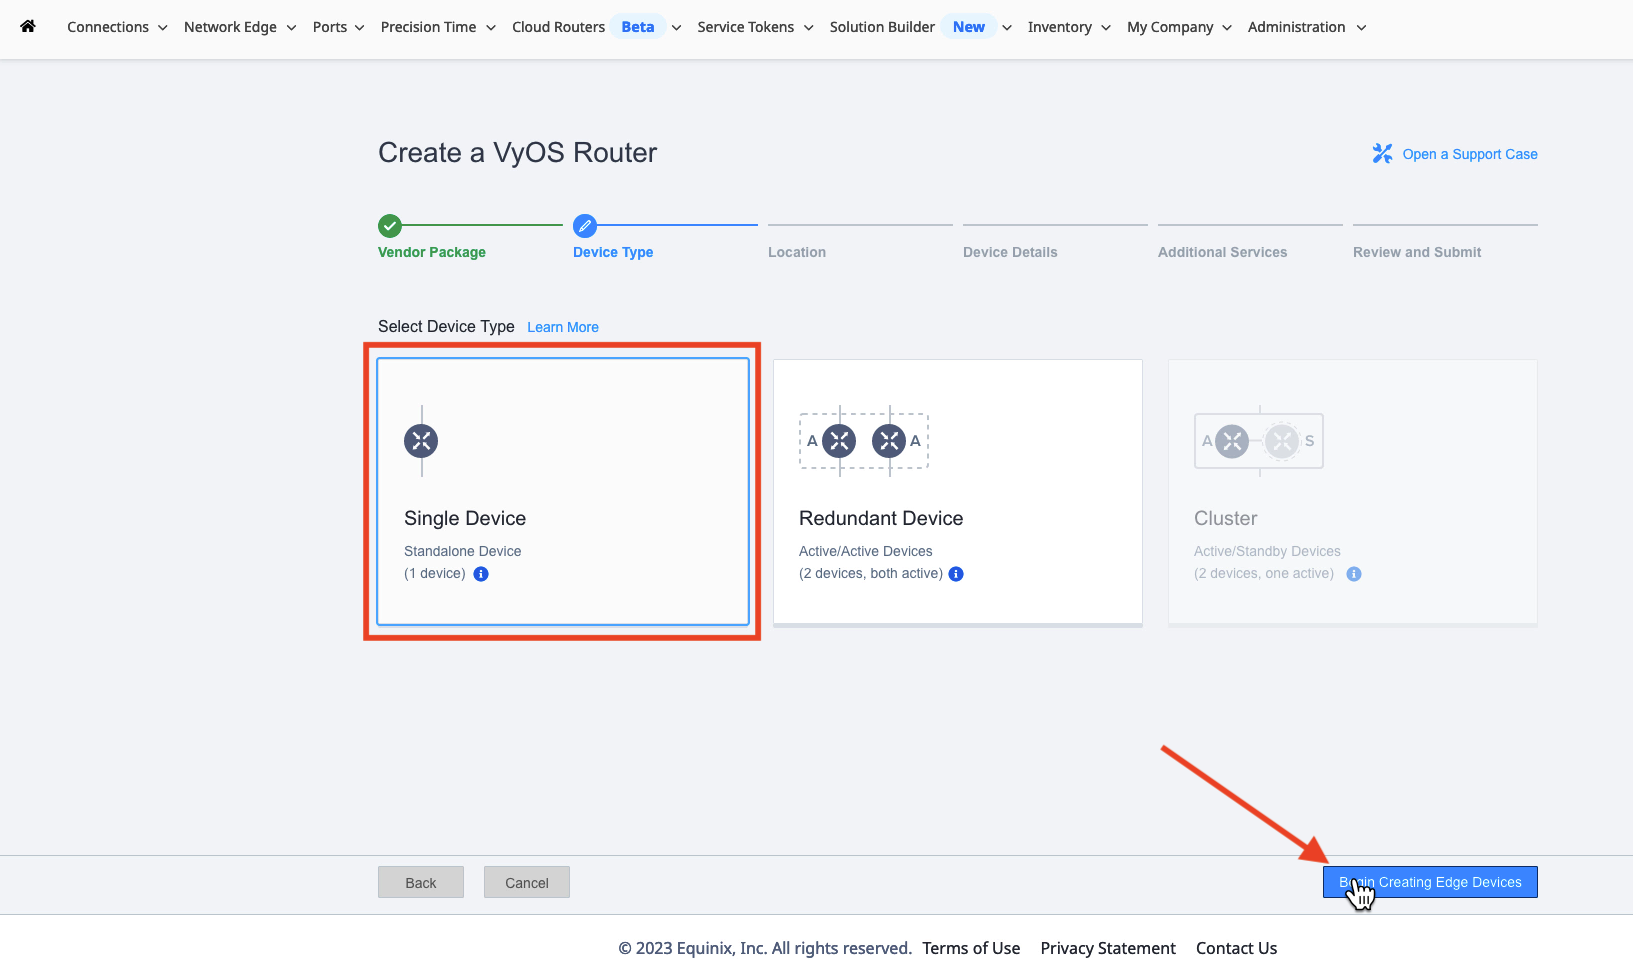 Connections Network Edge Ports Precision Time Cloud Routers Beta Service Tokens Solution Builder New Inventory My Company Administration
Create a VyOS Router
Open a Support Case
Vendor Package Device Type Location Device Details Additional Services Review and Submit
Select Device Type Learn More
A A
A S
Single Device
Standalone Device
(1 device)
Redundant Device
Active/Active Devices
(2 devices, both active)
Cluster
Active/Standby Devices
(2 devices, one active)
Back Cancel Begin Creating Edge Devices
© 2023 Equinix, Inc. All rights reserved. Terms of Use Privacy Statement Contact Us